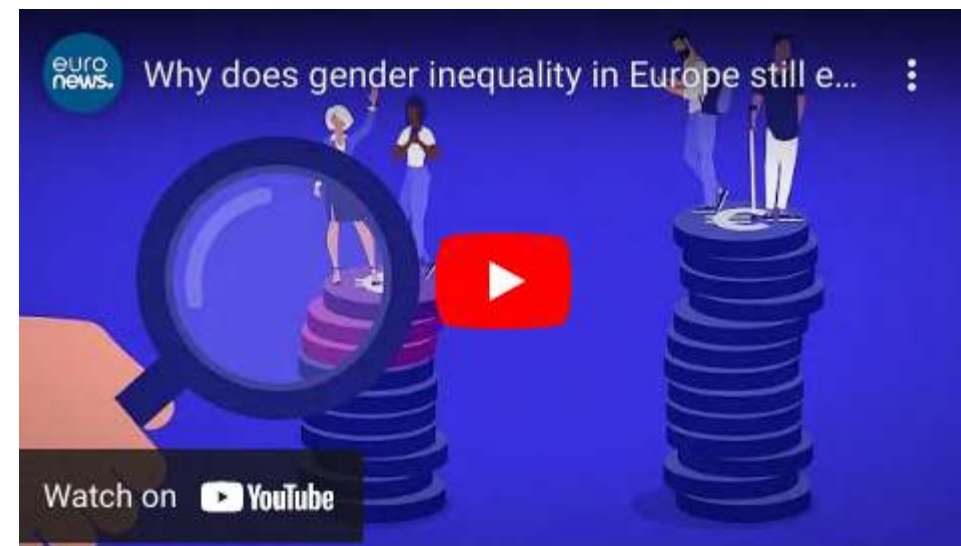 euro
news.
Why does gender inequality in Europe still e...
Watch on YouTube